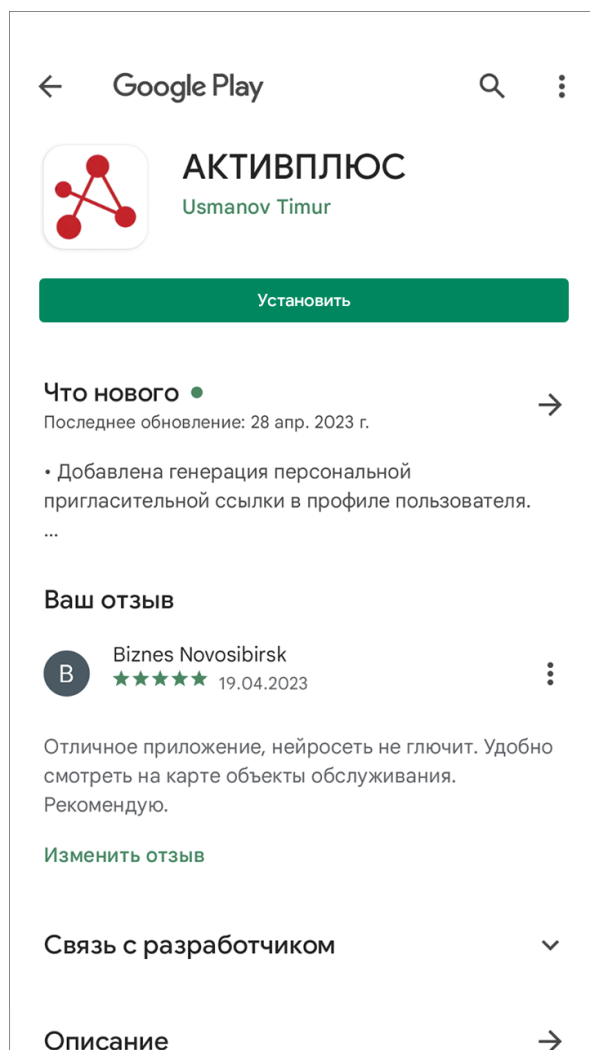 Google Play
АКТИВПЛЮС
Usmanov Timur
Установить
Что нового
Последнее обновление: 28 апр. 2023 г.
• Добавлена генерация персональной
пригласительной ссылки в профиле пользователя.
...
Ваш отзыв
B
Biznes Novosibirsk
19.04.2023
Отличное приложение, нейросеть не глючит. Удобно
смотреть на карте объекты обслуживания.
Рекомендую.
Изменить отзыв
Связь с разработчиком
Описание